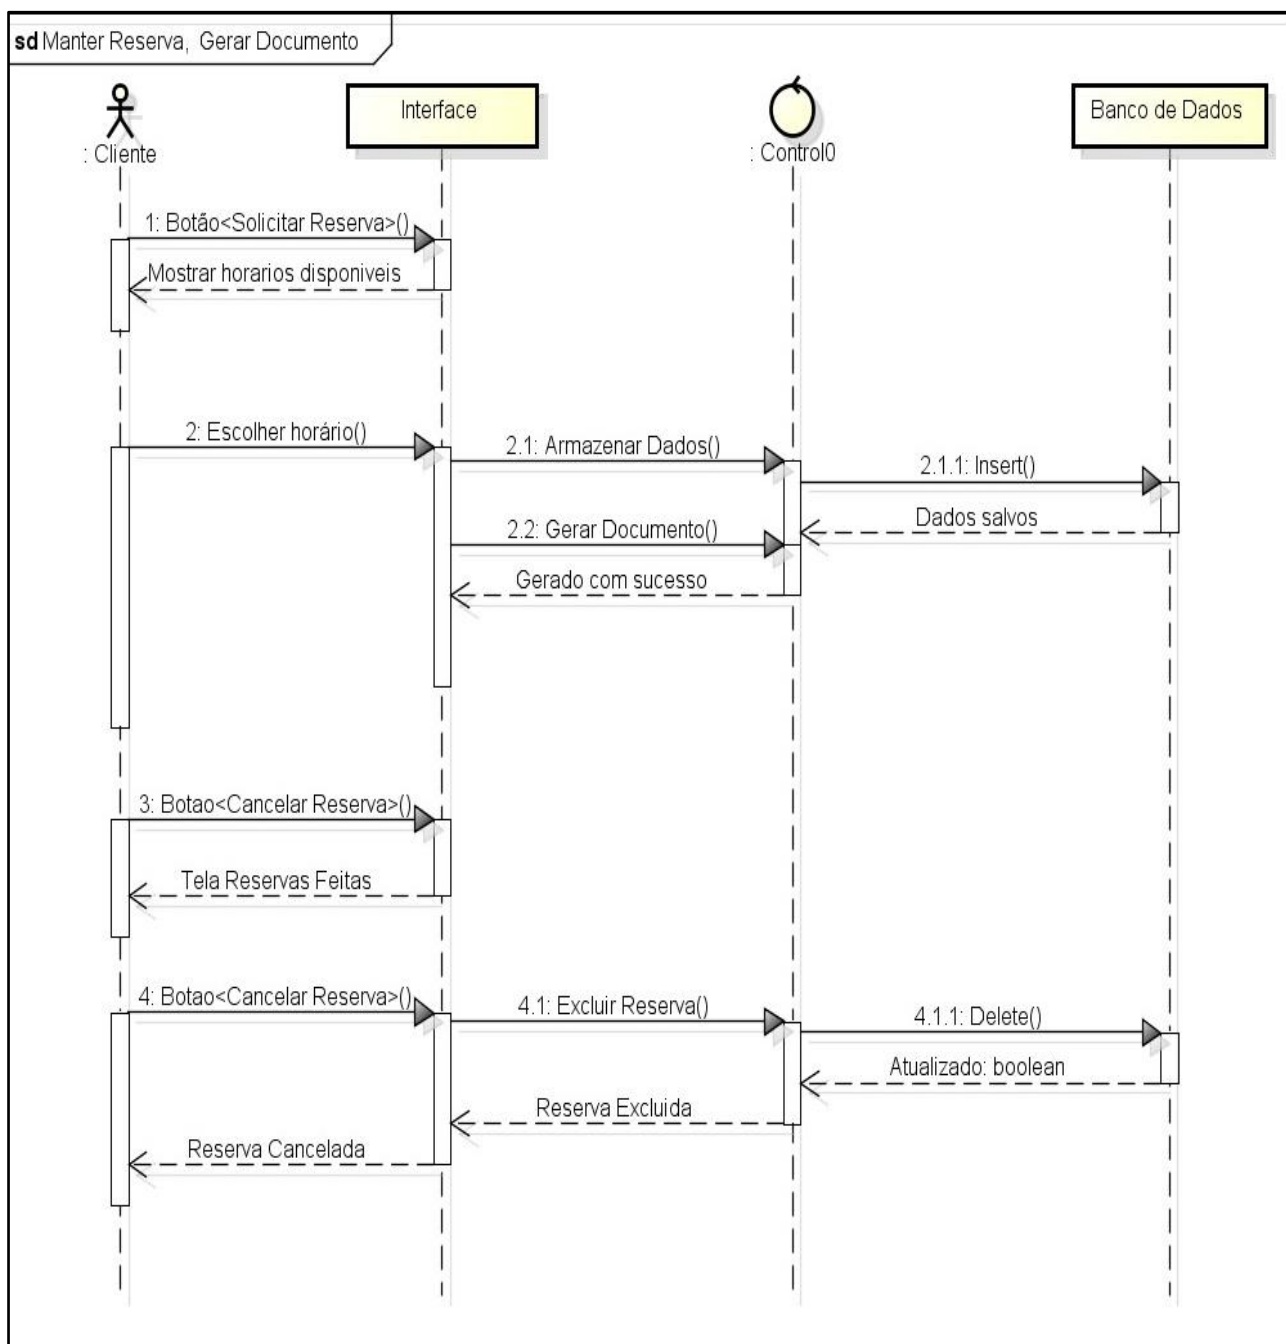 sd Manter Reserva, Gerar Documento
: Cliente
Interface
: Control0
Banco de Dados
1: Botão<Solicitar Reserva>()
Mostrar horarios disponiveis
2: Escolher horário()
2.1: Armazenar Dados()
2.1.1: Insert()
Dados salvos
2.2: Gerar Documento()
Gerado com sucesso
3: Botao<Cancelar Reserva>()
Tela Reservas Feitas
4: Botao<Cancelar Reserva>()
4.1: Excluir Reserva()
4.1.1: Delete()
Atualizado: boolean
Reserva Excluida
Reserva Cancelada